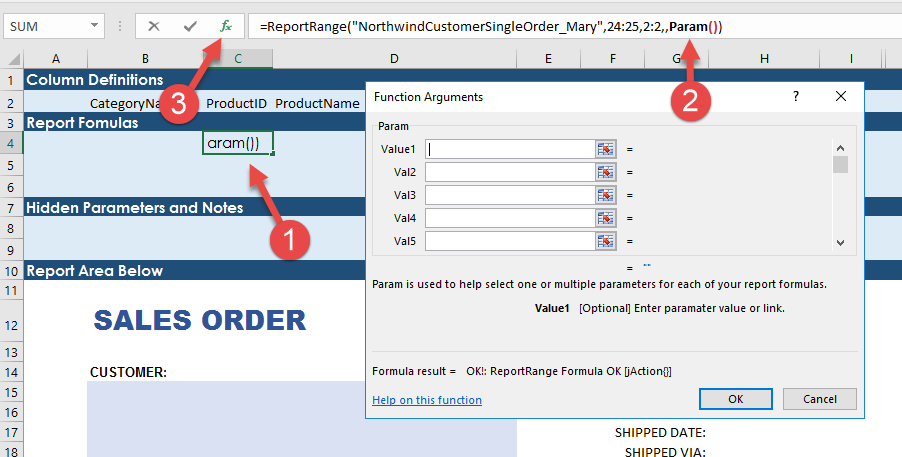 SUM
fx
=ReportRange("NorthwindCustomerSingleOrder_Mary",24:25,2:2,,Param())
A B C D E F G H I
1 Column Definitions
2 CategoryNa ProductID ProductName
3 Report Fomulas
4 aram())
5
6
7 Hidden Parameters and Notes
8
9
10 Report Area Below
11
12 SALES ORDER
13
14 CUSTOMER:
15
16
17 SHIPPED DATE:
18 SHIPPED VIA:
3
2
1
Function Arguments ?
Param
Value1 =
Val2 =
Val3 =
Val4 =
Val5 =
= ""
Param is used to help select one or multiple parameters for each of your report formulas.
Value1 [Optional] Enter paramater value or link.
Formula result = OK!: ReportRange Formula OK [jAction{}]
Help on this function
OK Cancel